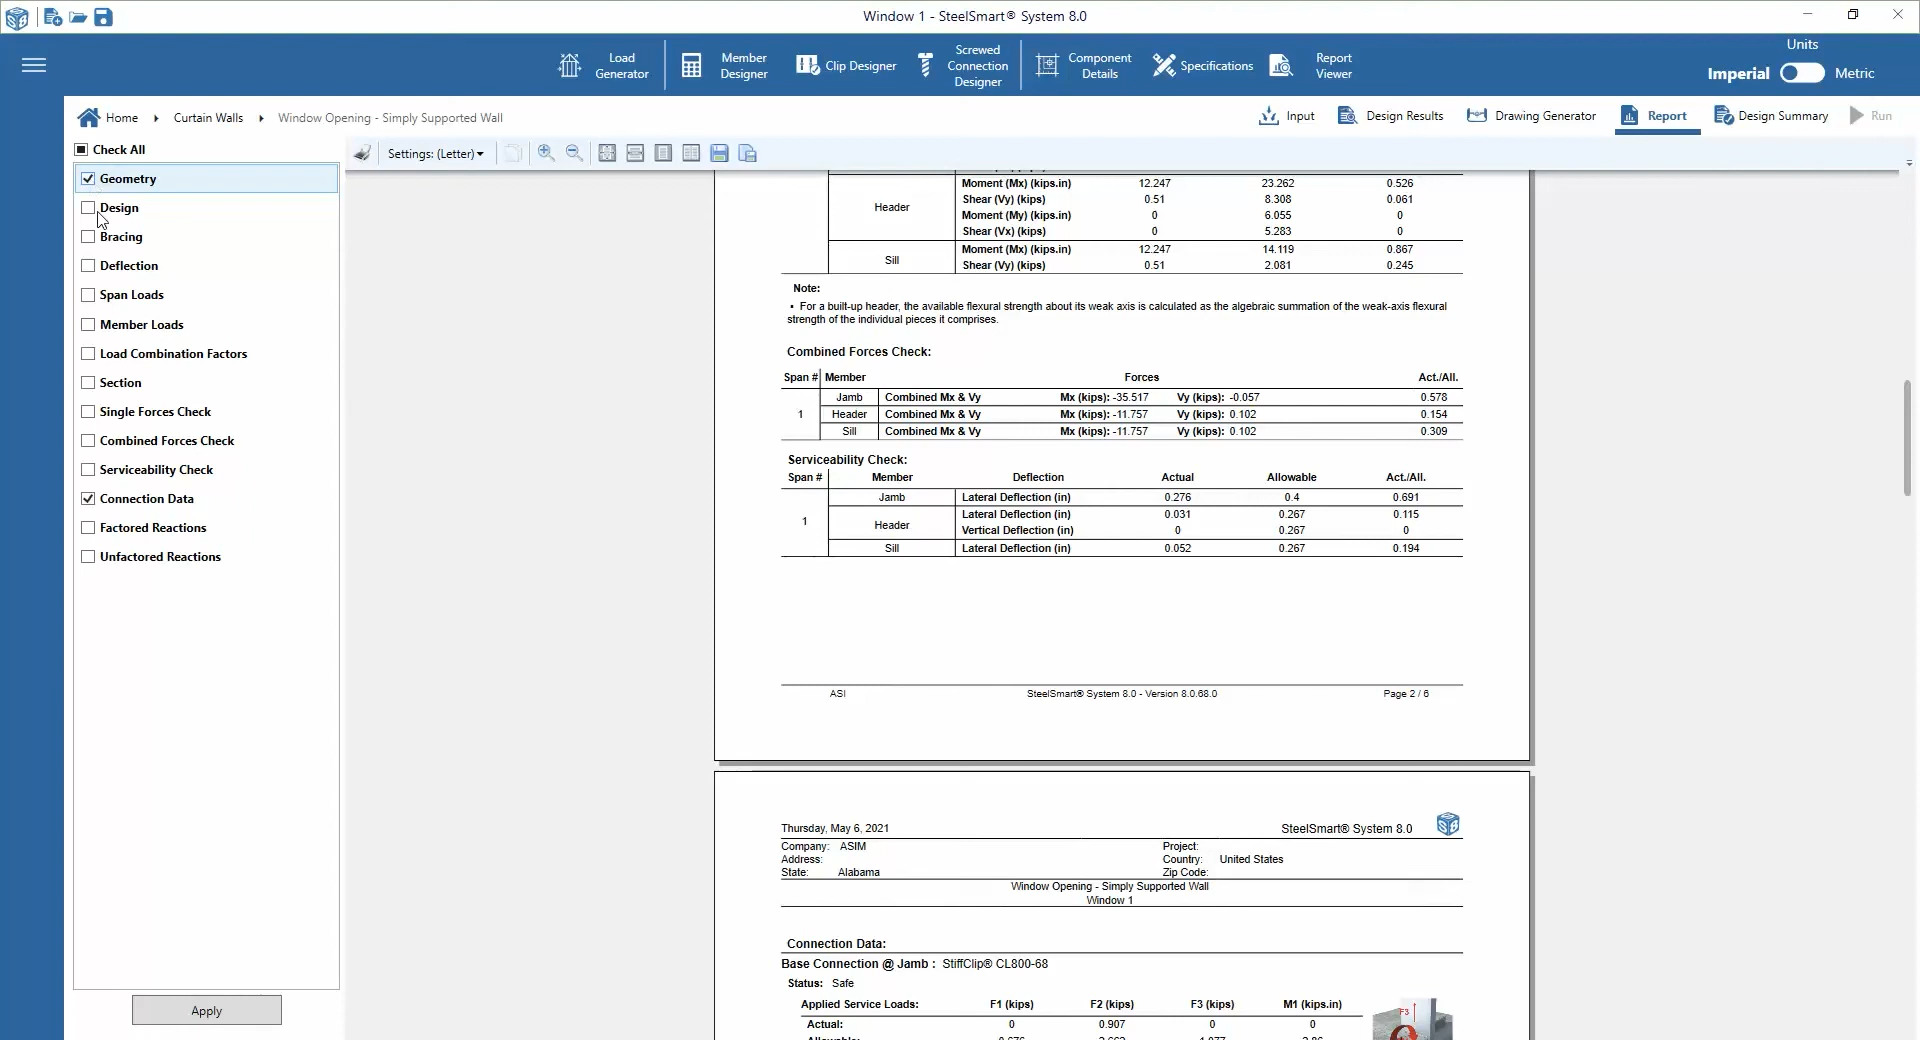 Window 1 - SteelSmart® System 8.0
Load Generator
Member Designer
Clip Designer
Screwed Connection Designer
Component Details
Specifications
Report Viewer
Units
Imperial Metric
Home Curtain Walls Window Opening - Simply Supported Wall
Input Design Results Drawing Generator Report Design Summary Run
Check All
Settings: (Letter)
Geometry
Design
Bracing
Deflection
Span Loads
Member Loads
Load Combination Factors
Section
Single Forces Check
Combined Forces Check
Serviceability Check
Connection Data
Factored Reactions
Unfactored Reactions
Apply
Header
Moment (Mx) (kips.in) 12.247 23.262 0.526
Shear (Vy) (kips) 0.51 8.308 0.061
Moment (My) (kips.in) 0 6.055 0
Shear (Vx) (kips) 0 5.283 0
Sill
Moment (Mx) (kips.in) 12.247 14.119 0.867
Shear (Vy) (kips) 0.51 2.081 0.245
Note:
▪ For a built-up header, the available flexural strength about its weak axis is calculated as the algebraic summation of the weak-axis flexural
strength of the individual pieces it comprises.
Combined Forces Check:
Span # Member Forces Act./All.
1
Jamb Combined Mx & Vy Mx (kips): -35.517 Vy (kips): -0.057 0.578
Header Combined Mx & Vy Mx (kips): -11.757 Vy (kips): 0.102 0.154
Sill Combined Mx & Vy Mx (kips): -11.757 Vy (kips): 0.102 0.309
Serviceability Check:
Span # Member Deflection Actual Allowable Act./All.
1
Jamb Lateral Deflection (in) 0.276 0.4 0.691
Header
Lateral Deflection (in) 0.031 0.267 0.115
Vertical Deflection (in) 0 0.267 0
Sill Lateral Deflection (in) 0.052 0.267 0.194
ASI SteelSmart® System 8.0 - Version 8.0.68.0 Page 2 / 6
Thursday, May 6, 2021 SteelSmart® System 8.0
Company: ASIM Project:
Address: Country: United States
State: Alabama Zip Code:
Window Opening - Simply Supported Wall
Window 1
Connection Data:
Base Connection @ Jamb : StiffClip® CL800-68
Status: Safe
Applied Service Loads: F1 (kips) F2 (kips) F3 (kips) M1 (kips.in)
Actual: 0 0.907 0 0
F3